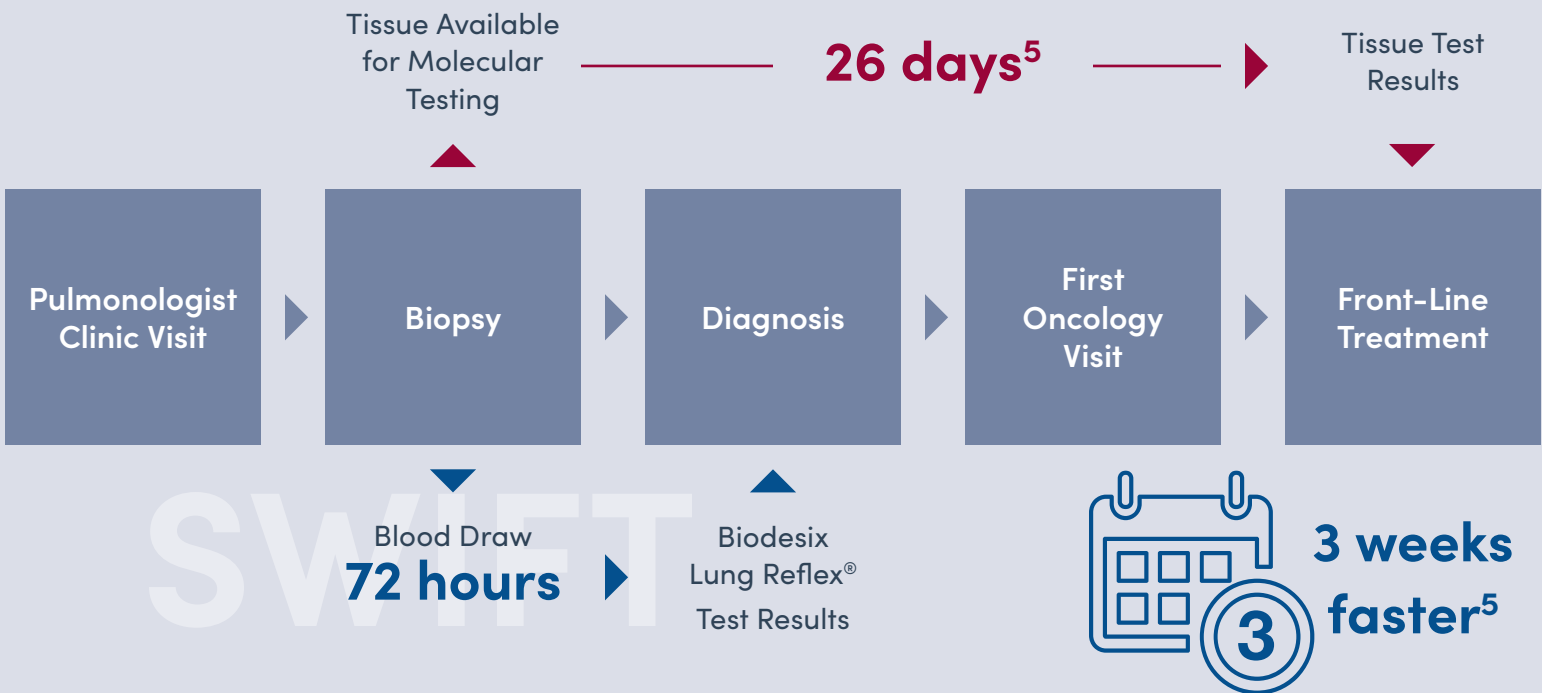 Tissue Available
for Molecular
Testing
26 days⁵
Tissue Test
Results
Pulmonologist
Clinic Visit
Biopsy
Diagnosis
First
Oncology
Visit
Front-Line
Treatment
SWIFT
Blood Draw
72 hours
Biodesix
Lung Reflex®
Test Results
3
3 weeks
faster⁵